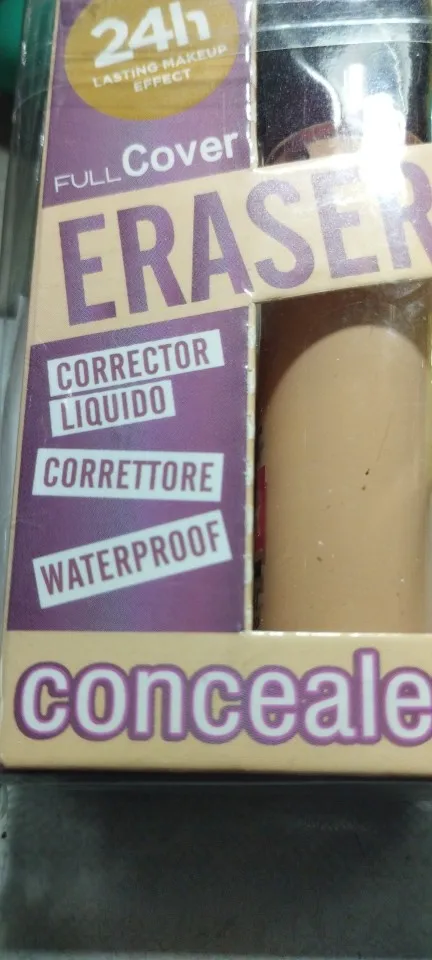 24h
LASTING MAKEUP
EFFECT
FULL Cover
ERASER
CORRECTOR
LIQUIDO
CORRETTORE
WATERPROOF
conceale